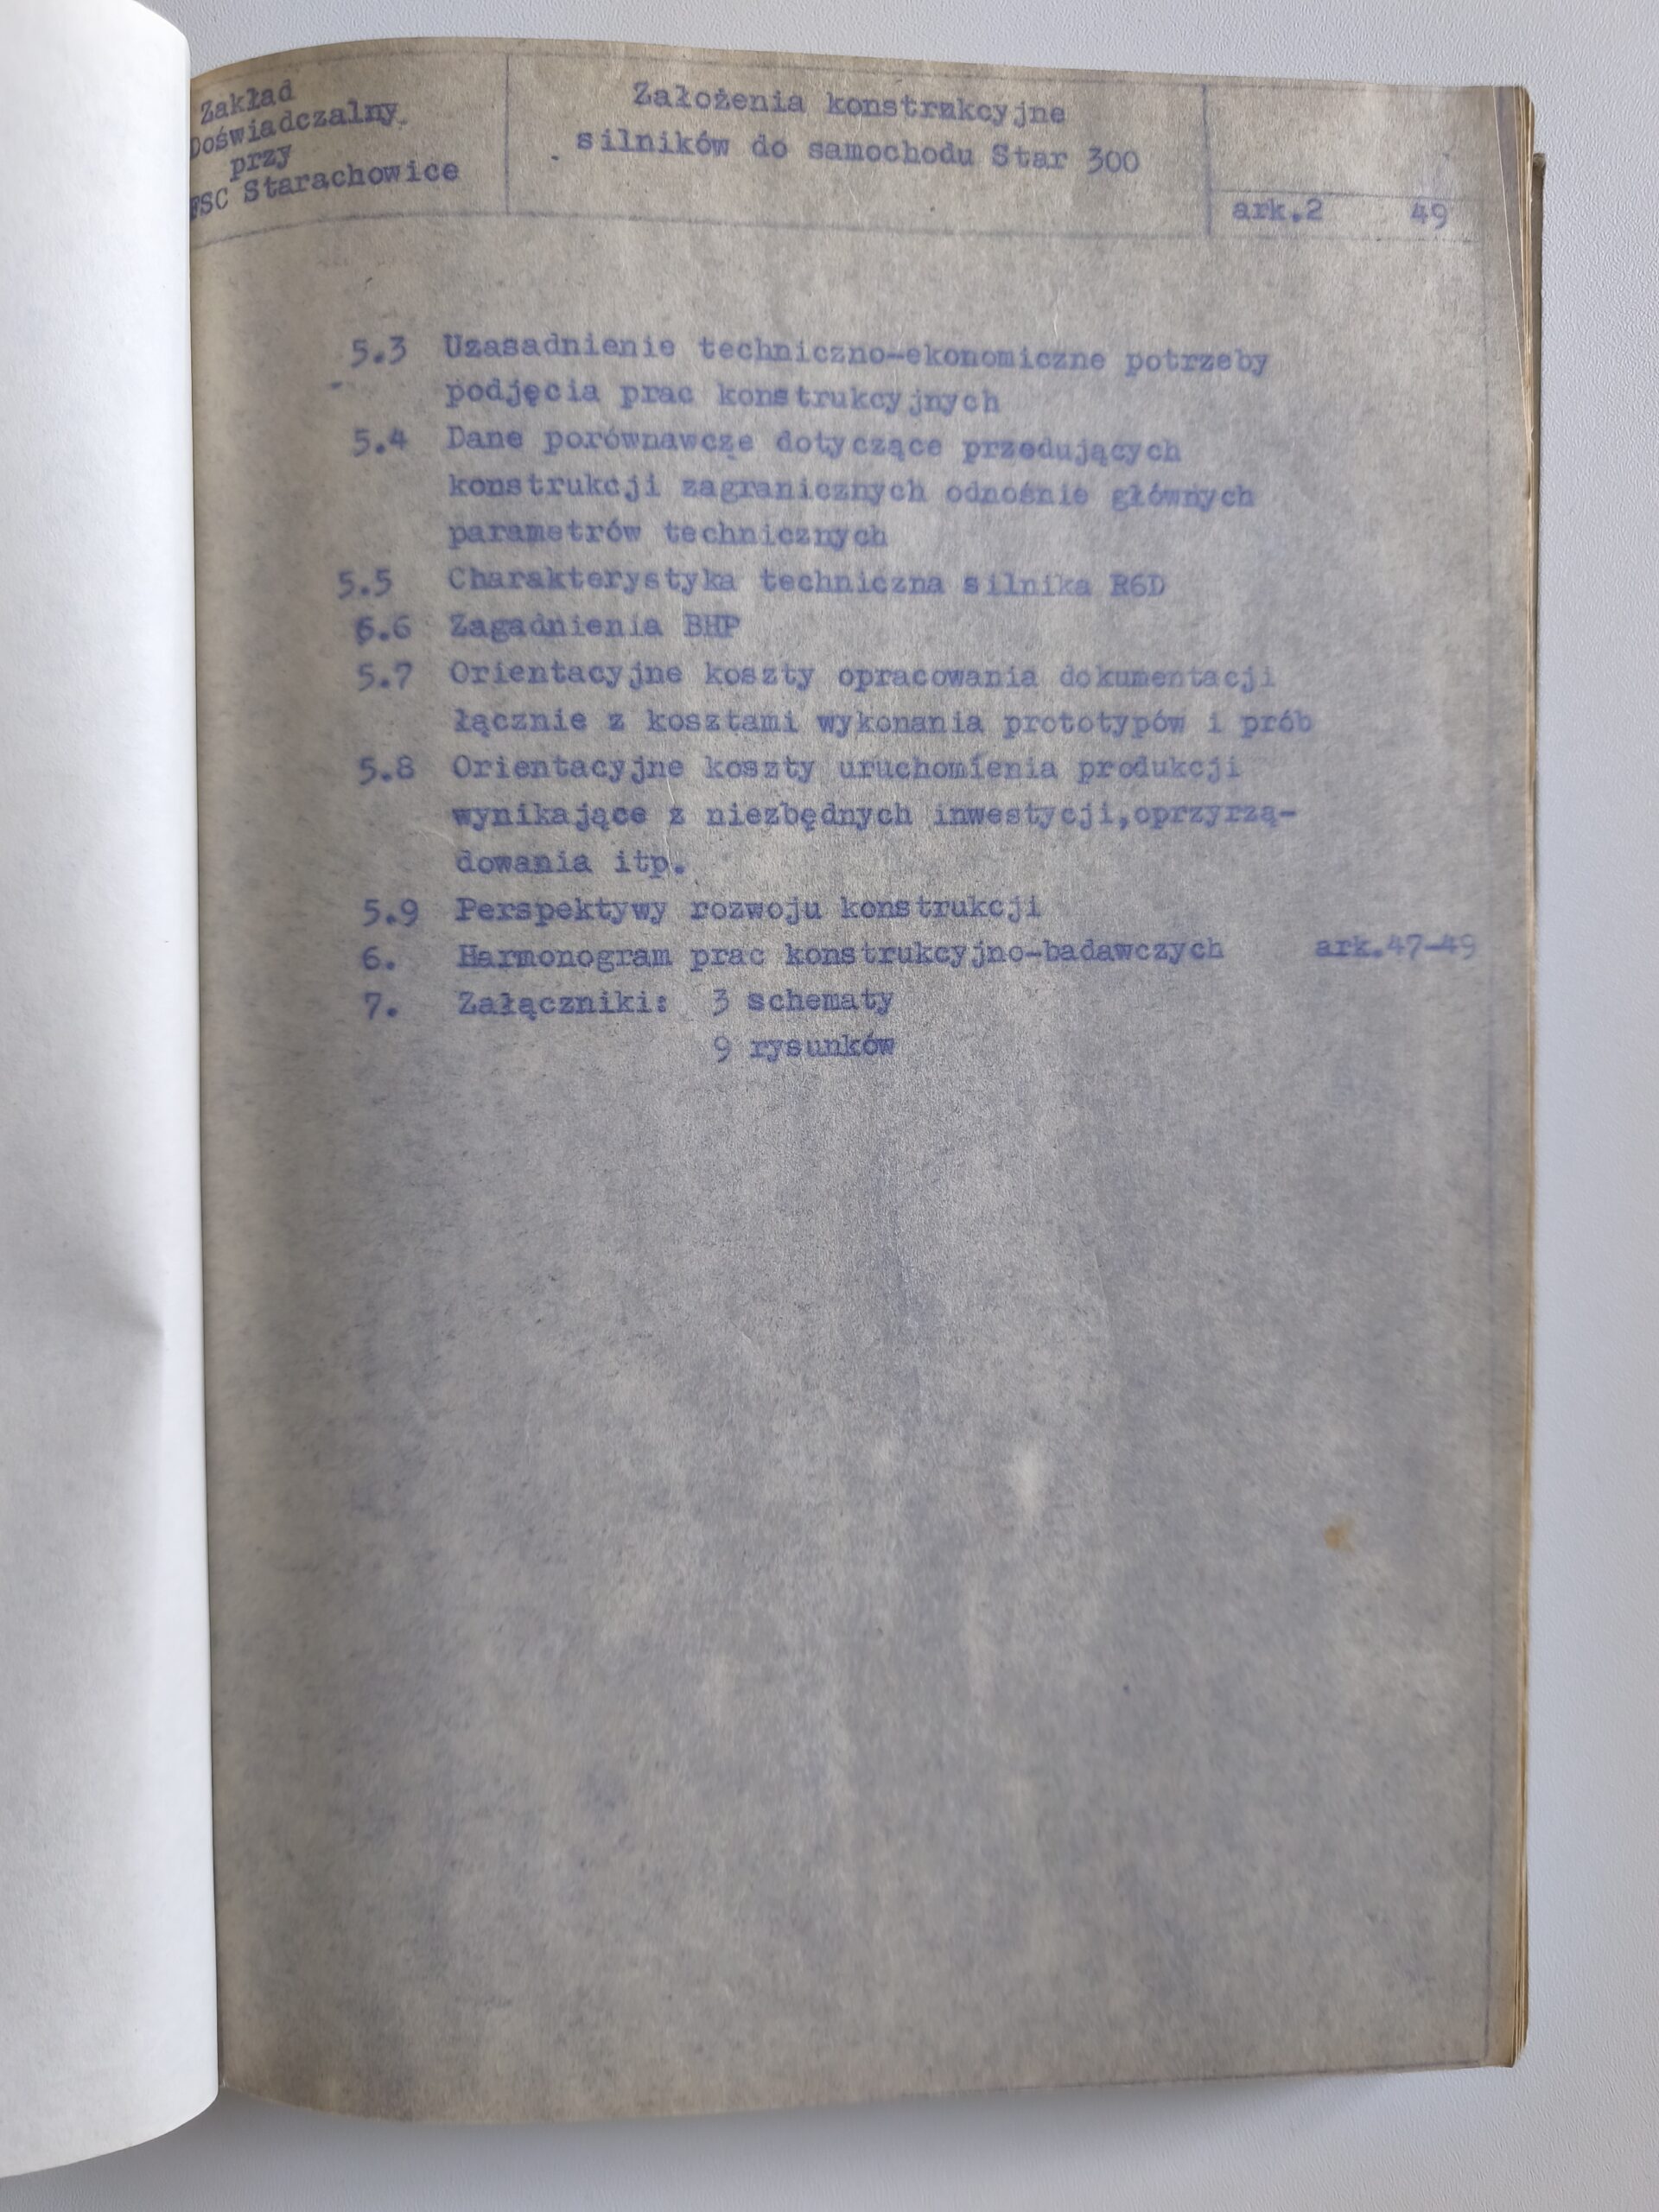 Zakład
Doświadczalny
przy
FSC Starachowice
Założenia konstrukcyjne
silników do samochodu Star 300
ark.2 49
5.3 Uzasadnienie techniczno-ekonomiczne potrzeby
podjęcia prac konstrukcyjnych
5.4 Dane porównawcze dotyczące przodujących
konstrukcji zagranicznych odnośnie głównych
parametrów technicznych
5.5 Charakterystyka techniczna silnika R6D
5.6 Zagadnienia BHP
5.7 Orientacyjne koszty opracowania dokumentacji
łącznie z kosztami wykonania prototypów i prób
5.8 Orientacyjne koszty uruchomienia produkcji
wynikające z niezbędnych inwestycji,oprzyrzą-
dowania itp.
5.9 Perspektywy rozwoju konstrukcji
6. Harmonogram prac konstrukcyjno-badawczych ark.47-49
7. Załączniki: 3 schematy
9 rysunków